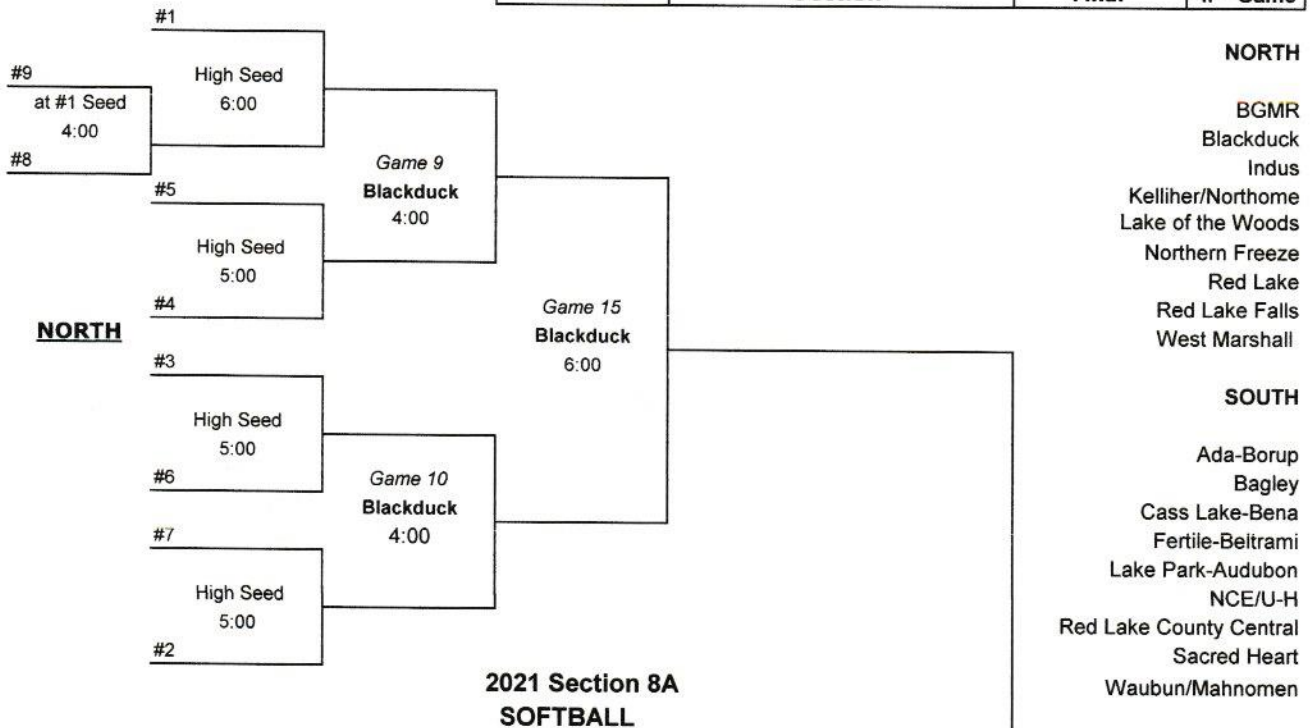 #1
#9
High Seed
at #1 Seed
6:00
4:00
#8
Game 9
Blackduck
4:00
#5
High Seed
5:00
#4
Game 15
Blackduck
6:00
NORTH
#3
High Seed
5:00
#6
Game 10
Blackduck
4:00
#7
High Seed
5:00
#2
2021 Section 8A
SOFTBALL
NORTH
BGMR
Blackduck
Indus
Kelliher/Northome
Lake of the Woods
Northern Freeze
Red Lake
Red Lake Falls
West Marshall
SOUTH
Ada-Borup
Bagley
Cass Lake-Bena
Fertile-Beltrami
Lake Park-Audubon
NCE/U-H
Red Lake County Central
Sacred Heart
Waubun/Mahnomen